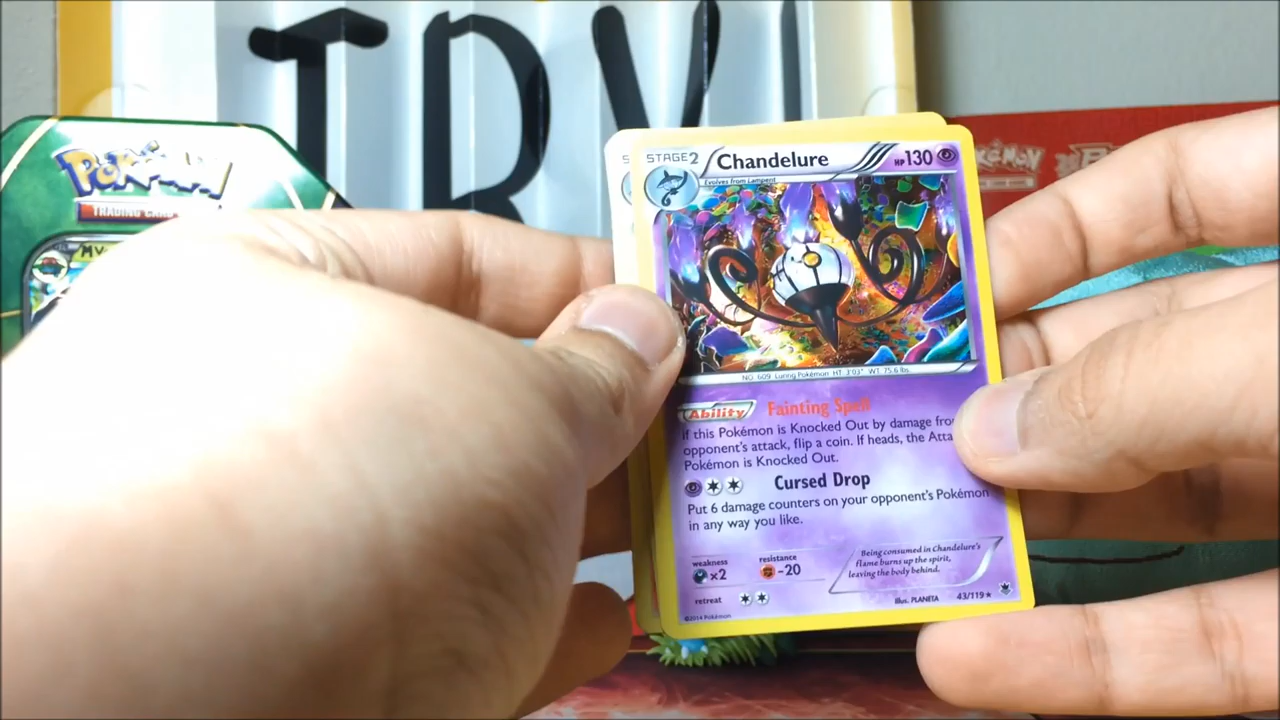 TRY!
POKÉMON
TRADING CAR
POKÉMON
STAGE2 Chandelure HP130
Evolves from Lampent
NO. 609 Luring Pokémon HT: 3'03" WT: 75.6 lbs.
Ability Fainting Spell
If this Pokémon is Knocked Out by damage fro
opponent's attack, flip a coin. If heads, the Atta
Pokémon is Knocked Out.
Cursed Drop
Put 6 damage counters on your opponent's Pokémon
in any way you like.
weakness resistance
×2 -20
retreat
Being consumed in Chandelure's
flame burns up the spirit,
leaving the body behind.
illus. PLANETA 43/119
©2014 Pokémon